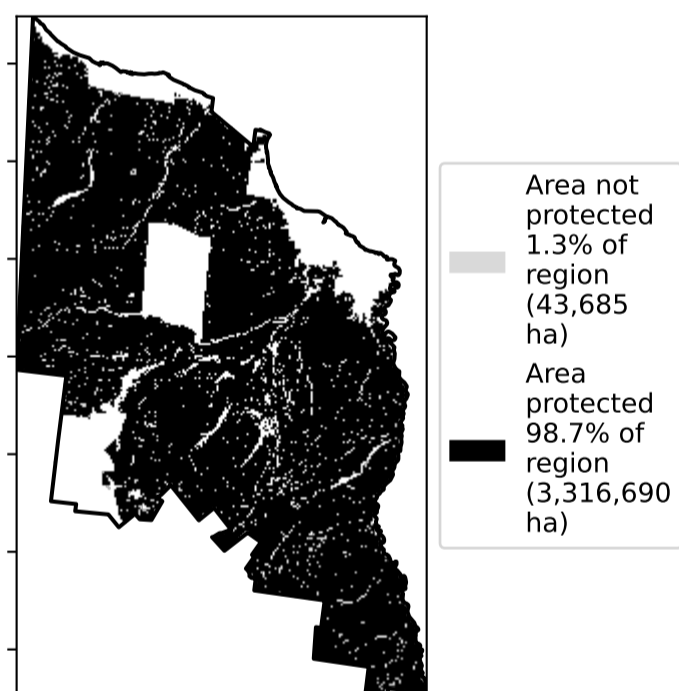 Area not
protected
1.3% of
region
(43,685
ha)
Area
protected
98.7% of
region
(3,316,690
ha)